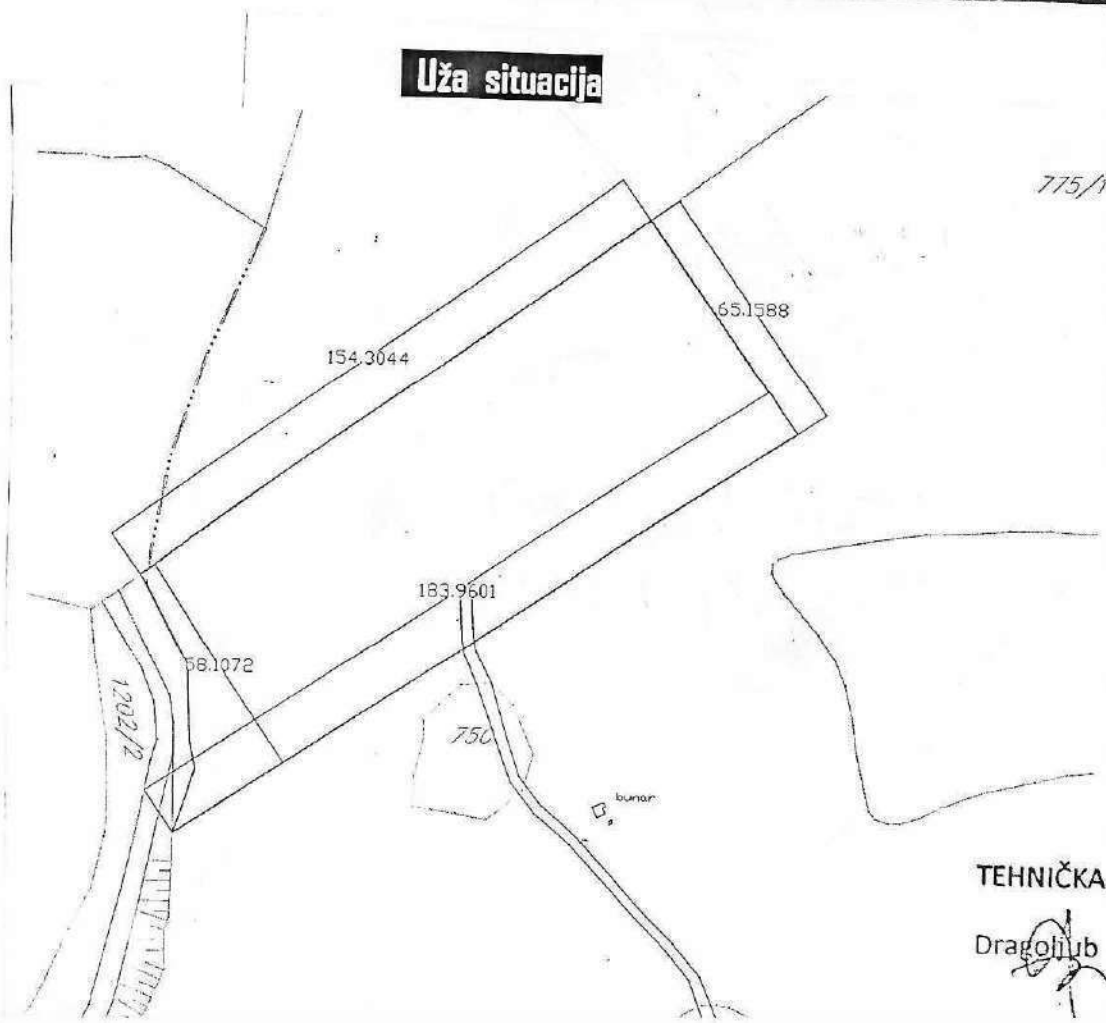 Uža situacija
775/1
65.1588
154.3044
183.9601
58.1072
1202/2
750
bunar
TEHNIČKA
Dragoljub